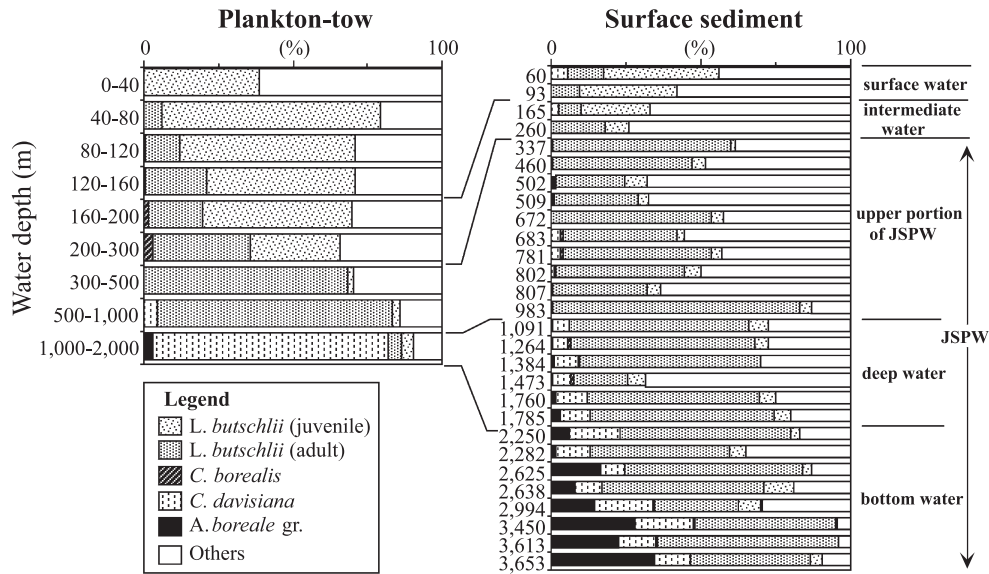 Plankton-tow
0 (%) 100
Water depth (m)
0-40
40-80
80-120
120-160
160-200
200-300
300-500
500-1,000
1,000-2,000
Legend
L. butschlii (juvenile)
L. butschlii (adult)
C. borealis
C. davisiana
A. boreale gr.
Others
Surface sediment
0 (%) 100
60
93
165
260
337
460
502
509
672
683
781
802
807
983
1,091
1,264
1,384
1,473
1,760
1,785
2,250
2,282
2,625
2,638
2,994
3,450
3,613
3,653
surface water
intermediate
water
upper portion
of JSPW
JSPW
deep water
bottom water